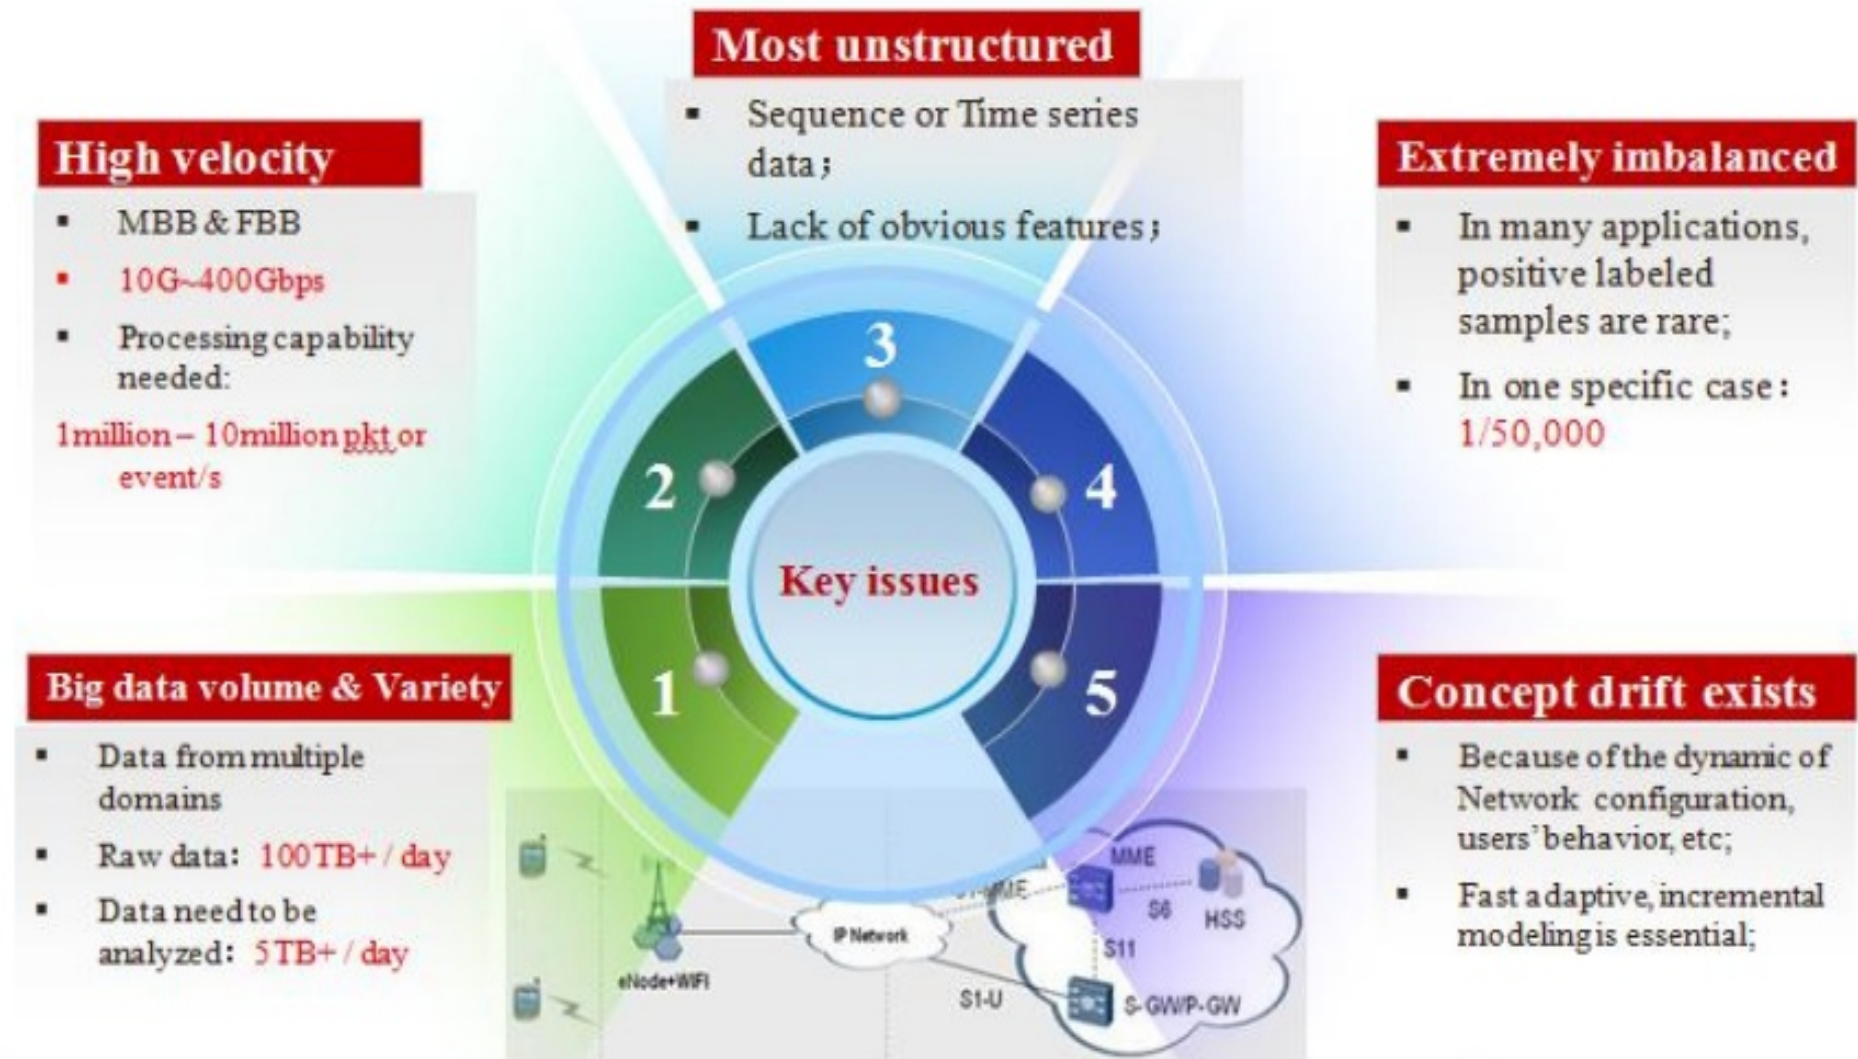 Most unstructured
▪ Sequence or Time series
data；
▪ Lack of obvious features；
High velocity
▪ MBB & FBB
▪ 10G~400Gbps
▪ Processing capability
needed:
1million – 10million pkt or
event/s
Extremely imbalanced
▪ In many applications,
positive labeled
samples are rare;
▪ In one specific case：
1/50,000
3
2
4
Key issues
1
5
Big data volume & Variety
▪ Data from multiple
domains
▪ Raw data：100TB+ / day
▪ Data need to be
analyzed：5TB+ / day
Concept drift exists
▪ Because of the dynamic of
Network configuration,
users' behavior, etc;
▪ Fast adaptive, incremental
modeling is essential;
MME
S6
HSS
IP Network
S11
eNode+WIFI
S1-U
S-GW/P-GW